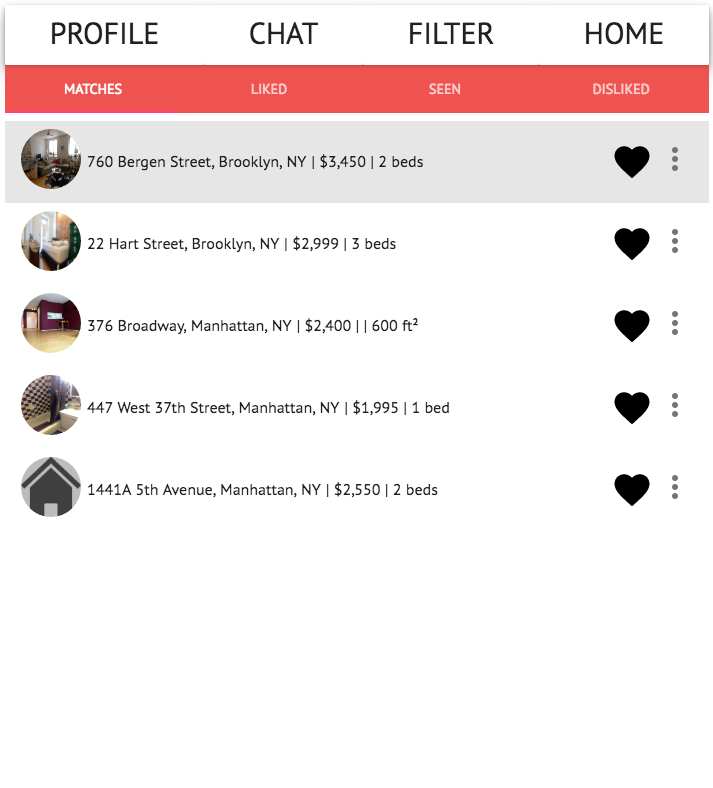 PROFILE CHAT FILTER HOME
MATCHES LIKED SEEN DISLIKED
760 Bergen Street, Brooklyn, NY | $3,450 | 2 beds
22 Hart Street, Brooklyn, NY | $2,999 | 3 beds
376 Broadway, Manhattan, NY | $2,400 | | 600 ft²
447 West 37th Street, Manhattan, NY | $1,995 | 1 bed
1441A 5th Avenue, Manhattan, NY | $2,550 | 2 beds